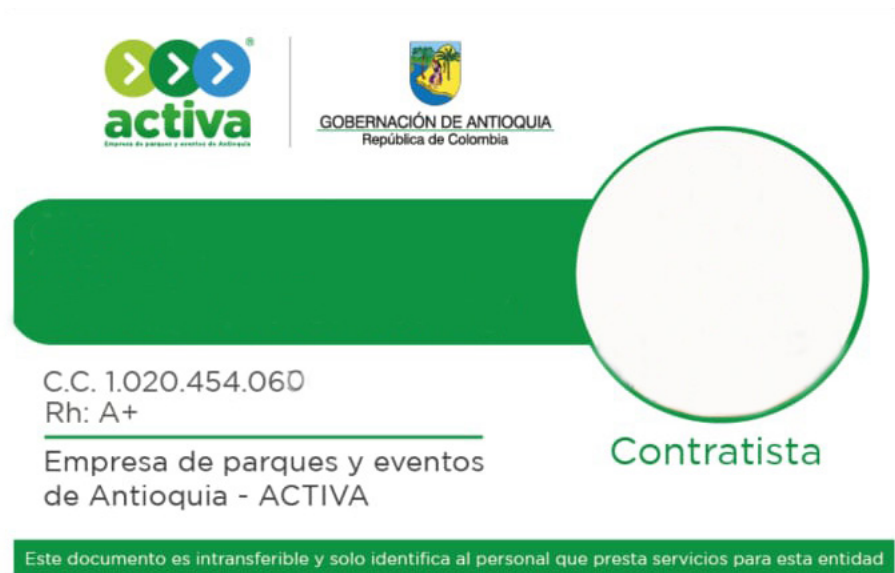 activa
Empresa de parques y eventos de Antioquia
GOBERNACIÓN DE ANTIOQUIA
República de Colombia
C.C. 1.020.454.060
Rh: A+
Empresa de parques y eventos
de Antioquia - ACTIVA
Contratista
Este documento es intransferible y solo identifica al personal que presta servicios para esta entidad